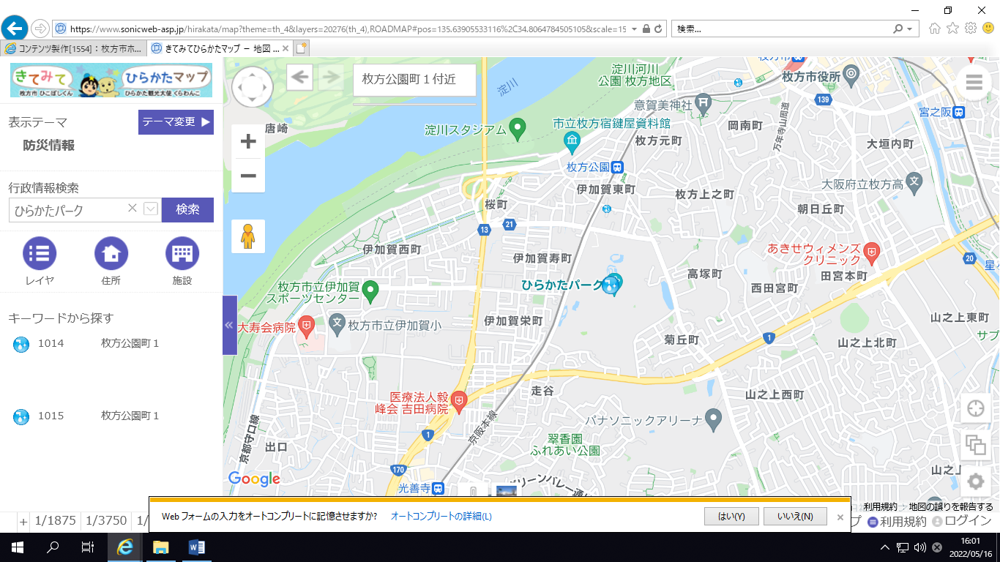 https://www.sonicweb-asp.jp/hirakata/map?theme=th_4&layers=20276(th_4),ROADMAP#pos=135.63905533116%2C34.8064784505105&scale=15
検索...
コンテンツ製作[1554]：枚方市ホ...
きてみてひらかたマップ － 地図 ...
きてみて ひらかたマップ
枚方市 ひこぼしくん ひらかた観光大使 くらわんこ
表示テーマ
テーマ変更 ▶
防災情報
行政情報検索
ひらかたパーク
検索
レイヤ 住所 施設
キーワードから探す
1014 枚方公園町１
1015 枚方公園町１
+ 1/1875 1/3750 1/
枚方公園町１付近
淀川
淀川河川
公園 枚方地区
枚方市役所
139
意賀美神社
宮之阪
唐崎
淀川スタジアム
市立枚方宿鍵屋資料館
岡南町
万年寺山周遊
枚方元町
大垣内町
枚方公園
伊加賀東町
枚方上之町
大阪府立枚方高
桜町
朝日丘町
13
21
伊加賀西町
伊加賀寿町
あきせウィメンズ
クリニック
20
星ヶ
高塚町
田宮本町
西田宮町
ひらかたパーク
枚方市立伊加賀
スポーツセンター
大寿会病院
枚方市立伊加賀小
伊加賀栄町
山之上東町
サプ
菊丘町
1
山之上北町
走谷
山之上西町
医療法人毅
峰会 吉田病院
パナソニックアリーナ
京阪本線
京都守口線
1
出口
翠香園
ふれあい公園
170
山之上
Google
光善寺
グリーンバレー通
利用規約 地図の誤りを報告する
Web フォームの入力をオートコンプリートに記憶させますか? オートコンプリートの詳細(L) はい(Y) いいえ(N)
プ 利用規約 ログイン
16:01
2022/05/16